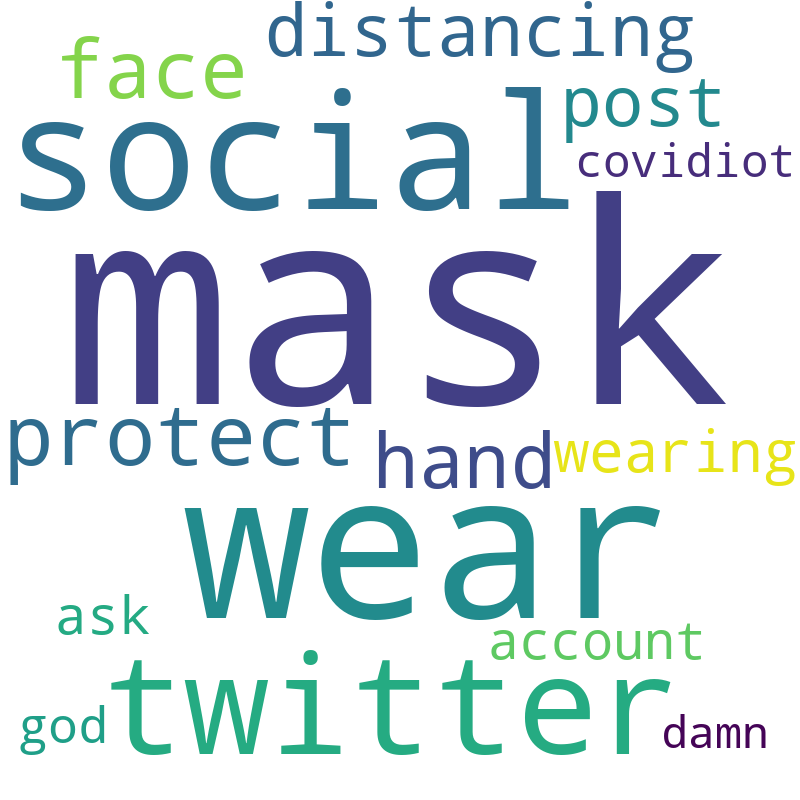 distancing
face
post
social
covidiot
mask
protect
hand
wearing
wear
ask
account
twitter
god
damn